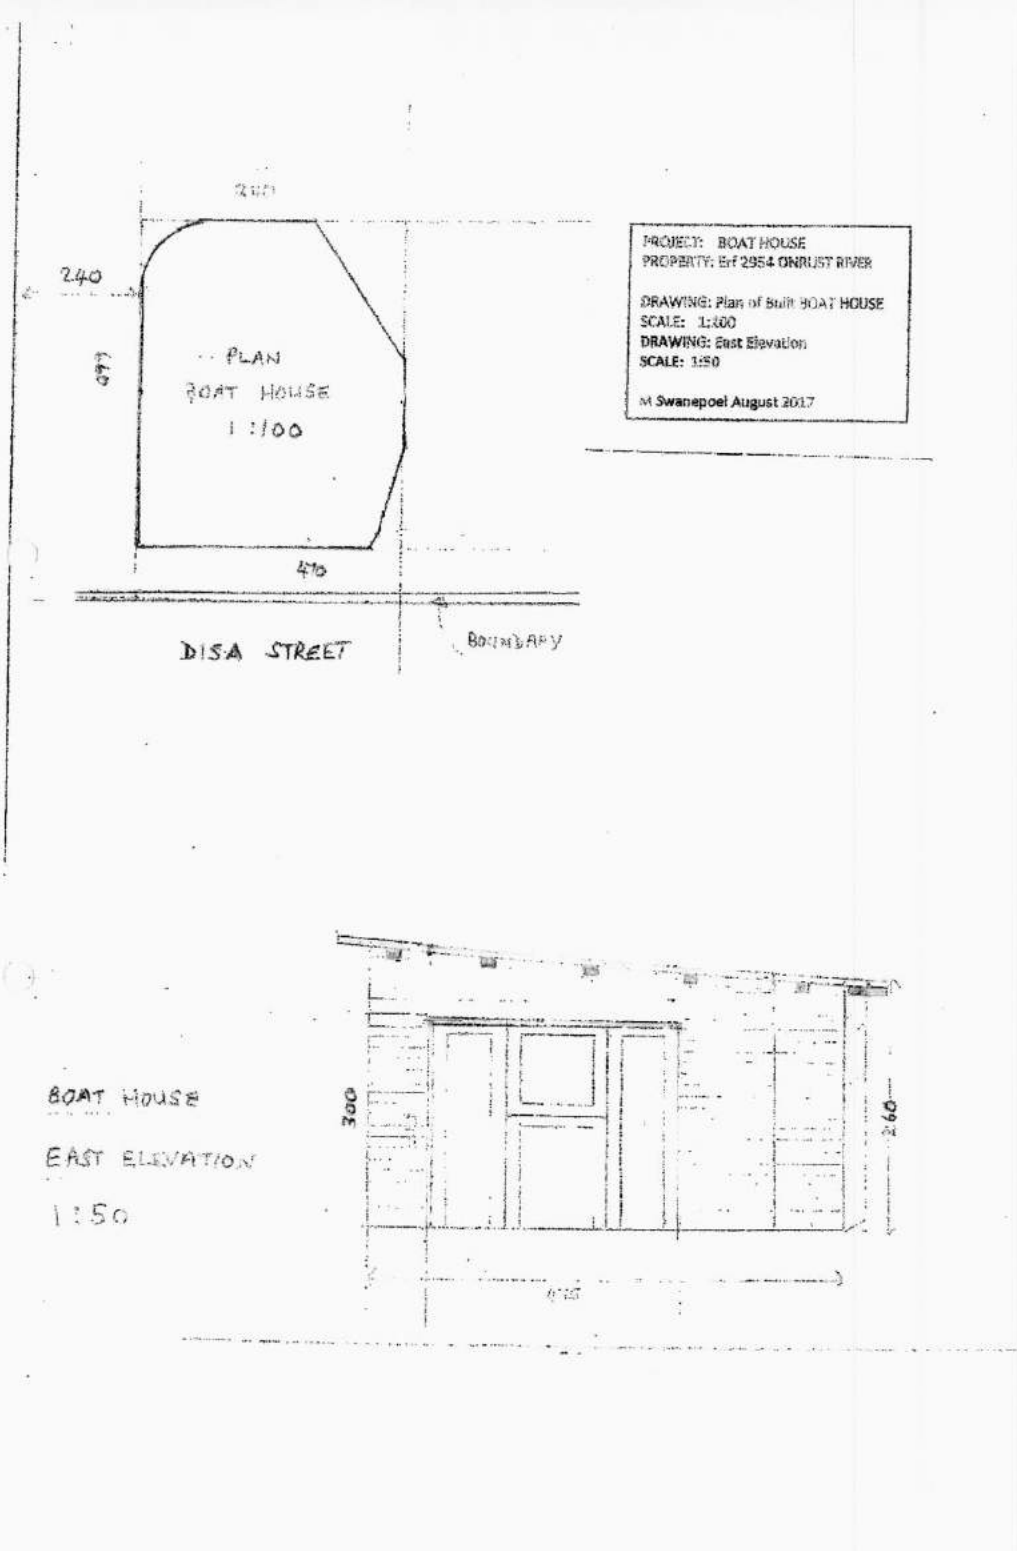 240
660
PLAN
BOAT HOUSE
1:100
470
DISA STREET
BOUNDARY
PROJECT: BOAT HOUSE
PROPERTY: Erf 2954 ONRUST RIVER
DRAWING: Plan of Built BOAT HOUSE
SCALE: 1:100
DRAWING: East Elevation
SCALE: 1:50
M Swanepoel August 2017
BOAT HOUSE
EAST ELEVATION
1:50
300
260